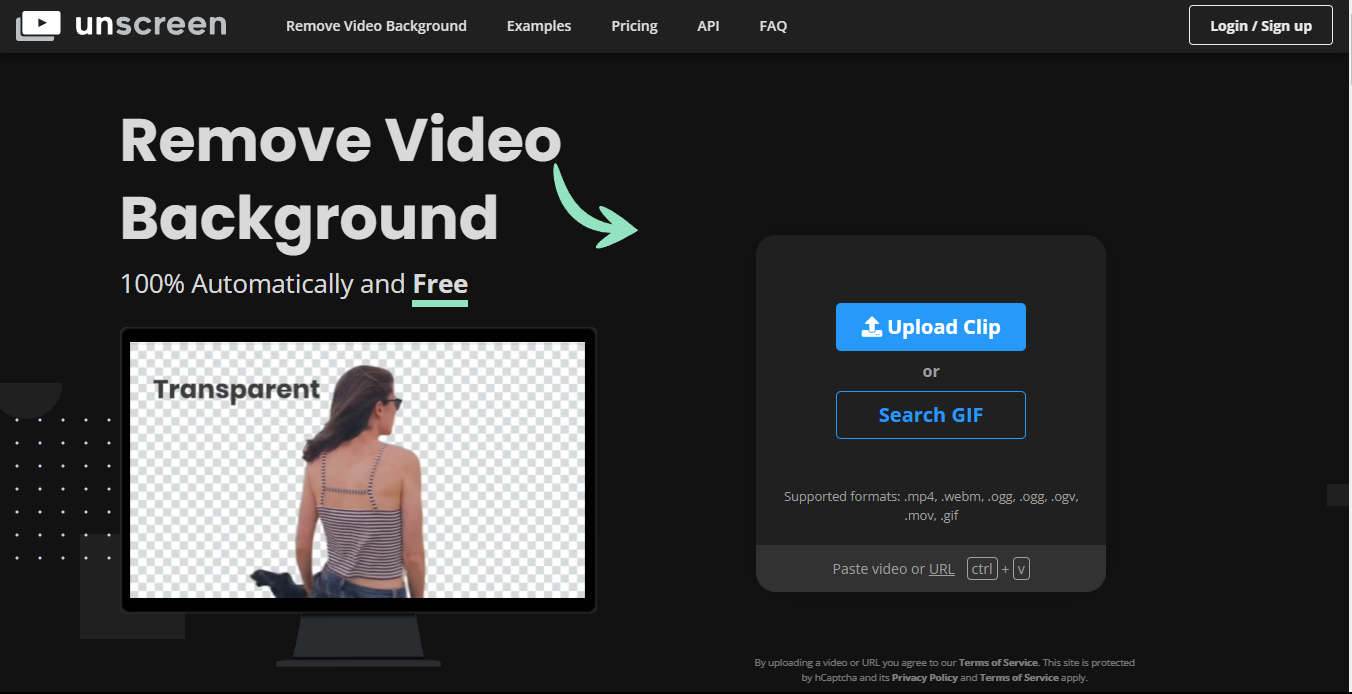 unscreen
Remove Video Background
Examples
Pricing
API
FAQ
Login / Sign up
Remove Video
Background
100% Automatically and Free
Transparent
Upload Clip
or
Search GIF
Supported formats: .mp4, .webm, .ogg, .ogg, .ogv,
.mov, .gif
Paste video or URL ctrl + v
By uploading a video or URL you agree to our Terms of Service. This site is protected
by hCaptcha and its Privacy Policy and Terms of Service apply.